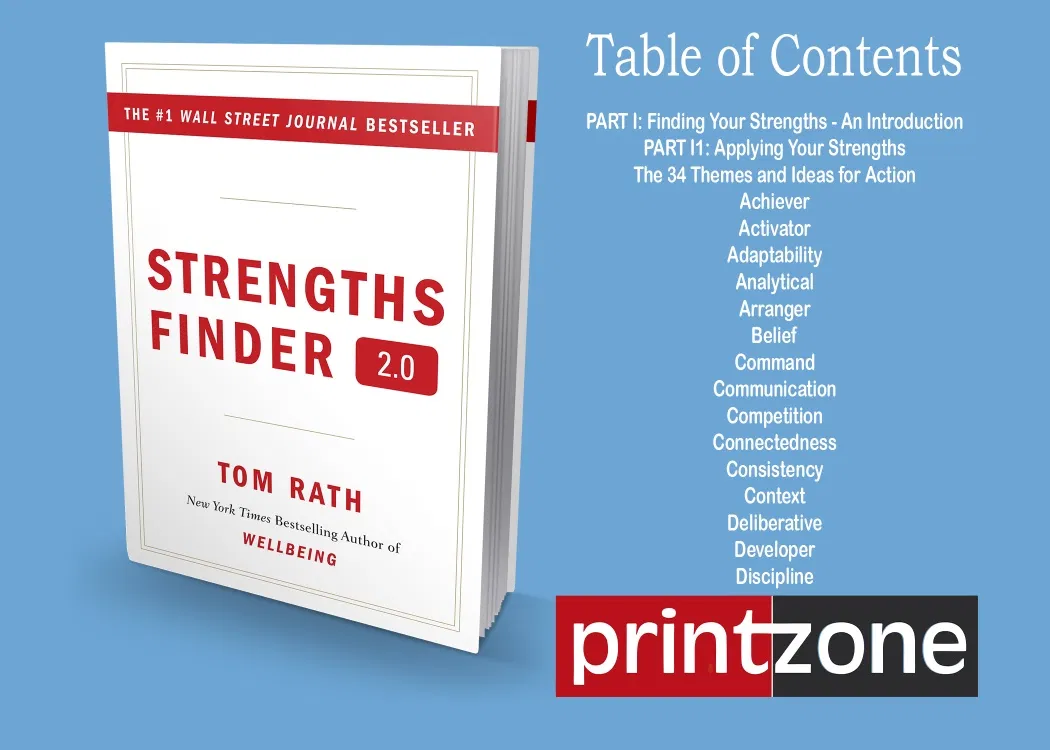 THE #1 WALL STREET JOURNAL BESTSELLER
STRENGTHS
FINDER 2.0
TOM RATH
New York Times Bestselling Author of
WELLBEING
Table of Contents
PART I: Finding Your Strengths - An Introduction
PART I1: Applying Your Strengths
The 34 Themes and Ideas for Action
Achiever
Activator
Adaptability
Analytical
Arranger
Belief
Command
Communication
Competition
Connectedness
Consistency
Context
Deliberative
Developer
Discipline
printzone